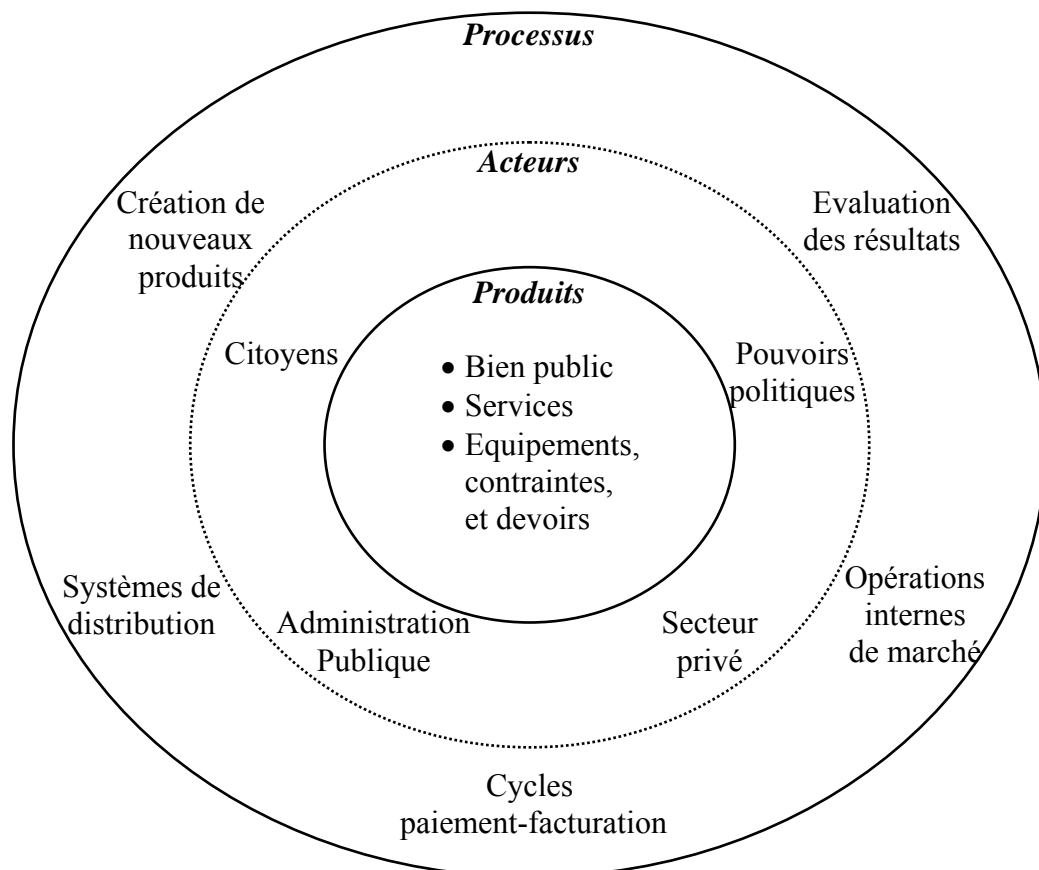 Processus
Acteurs
Création de
nouveaux
produits
Evaluation
des résultats
Produits
Citoyens
Pouvoirs
politiques
• Bien public
• Services
• Equipements,
contraintes,
et devoirs
Systèmes de
distribution
Administration
Publique
Secteur
privé
Opérations
internes
de marché
Cycles
paiement-facturation